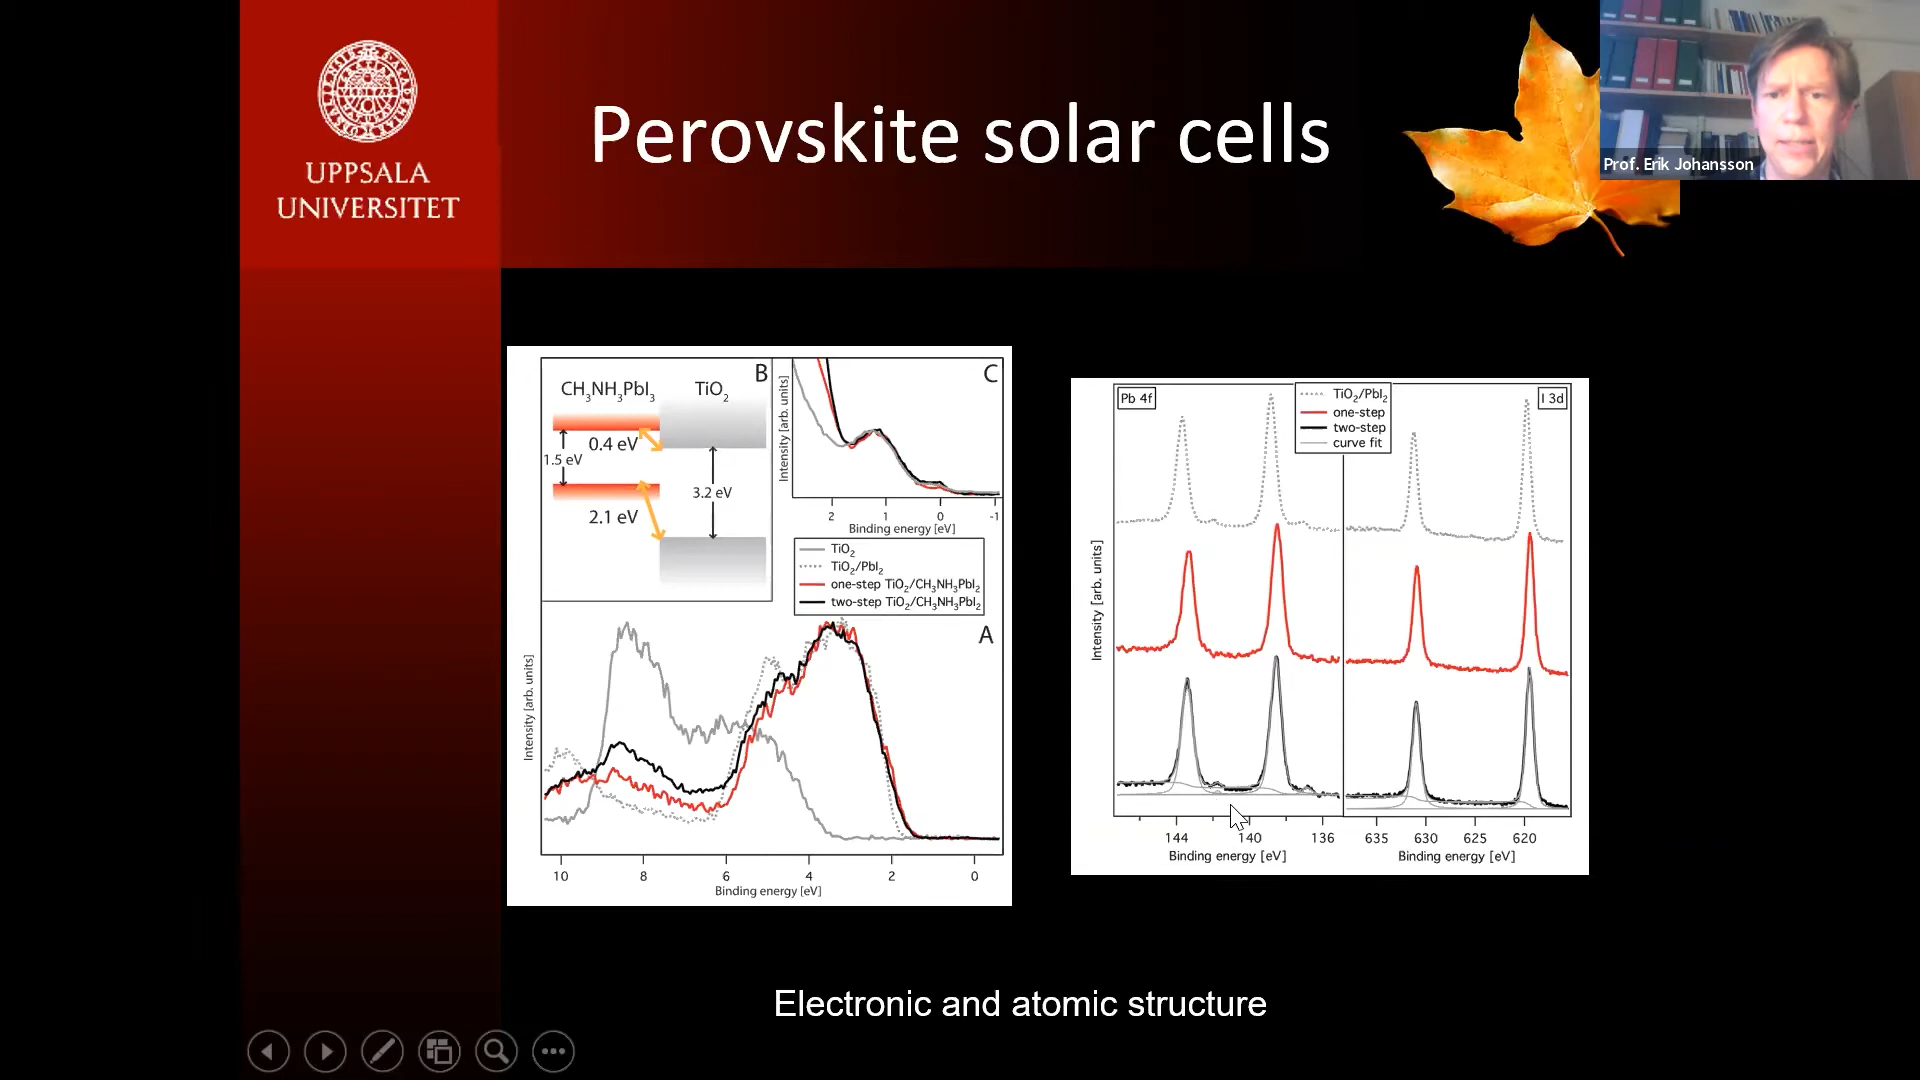 UPPSALA
UNIVERSITET
Perovskite solar cells
Prof. Erik Johansson
B
CH3NH3PbI3
TiO2
0.4 eV
1.5 eV
3.2 eV
2.1 eV
C
Intensity [arb. units]
2 1 0 -1
Binding energy [eV]
TiO2
TiO2/PbI2
one-step TiO2/CH3NH3PbI2
two-step TiO2/CH3NH3PbI2
A
Intensity [arb. units]
10 8 6 4 2 0
Binding energy [eV]
Pb 4f
TiO2/PbI2
one-step
two-step
curve fit
I 3d
Intensity [arb. units]
144 140 136
635 630 625 620
Binding energy [eV]
Binding energy [eV]
Electronic and atomic structure